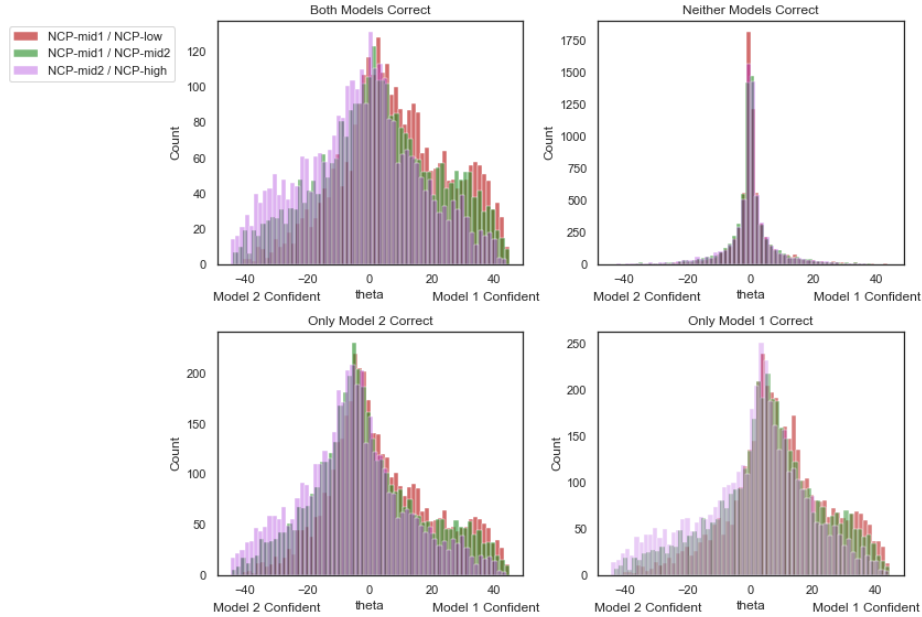 Both Models Correct
Neither Models Correct
NCP-mid1 / NCP-low
NCP-mid1 / NCP-mid2
NCP-mid2 / NCP-high
Count
120
100
80
60
40
20
0
−40
−20
0
20
40
Model 2 Confident
theta
Model 1 Confident
Count
1750
1500
1250
1000
750
500
250
0
−40
−20
0
20
40
Model 2 Confident
theta
Model 1 Confident
Only Model 2 Correct
Only Model 1 Correct
Count
200
150
100
50
0
−40
−20
0
20
40
Model 2 Confident
theta
Model 1 Confident
Count
250
200
150
100
50
0
−40
−20
0
20
40
Model 2 Confident
theta
Model 1 Confident